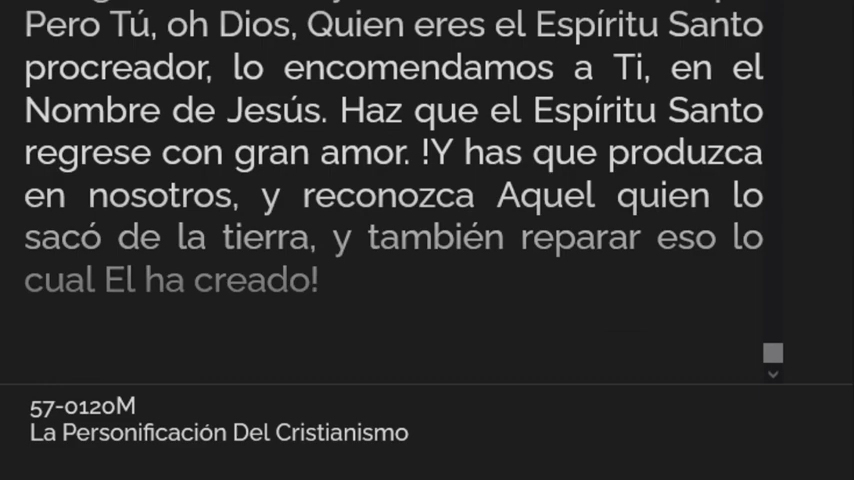 Pero Tú, oh Dios, Quien eres el Espíritu Santo
procreador, lo encomendamos a Ti, en el
Nombre de Jesús. Haz que el Espíritu Santo
regrese con gran amor. !Y has que produzca
en nosotros, y reconozca Aquel quien lo
sacó de la tierra, y también reparar eso lo
cual El ha creado!
57-0120M
La Personificación Del Cristianismo